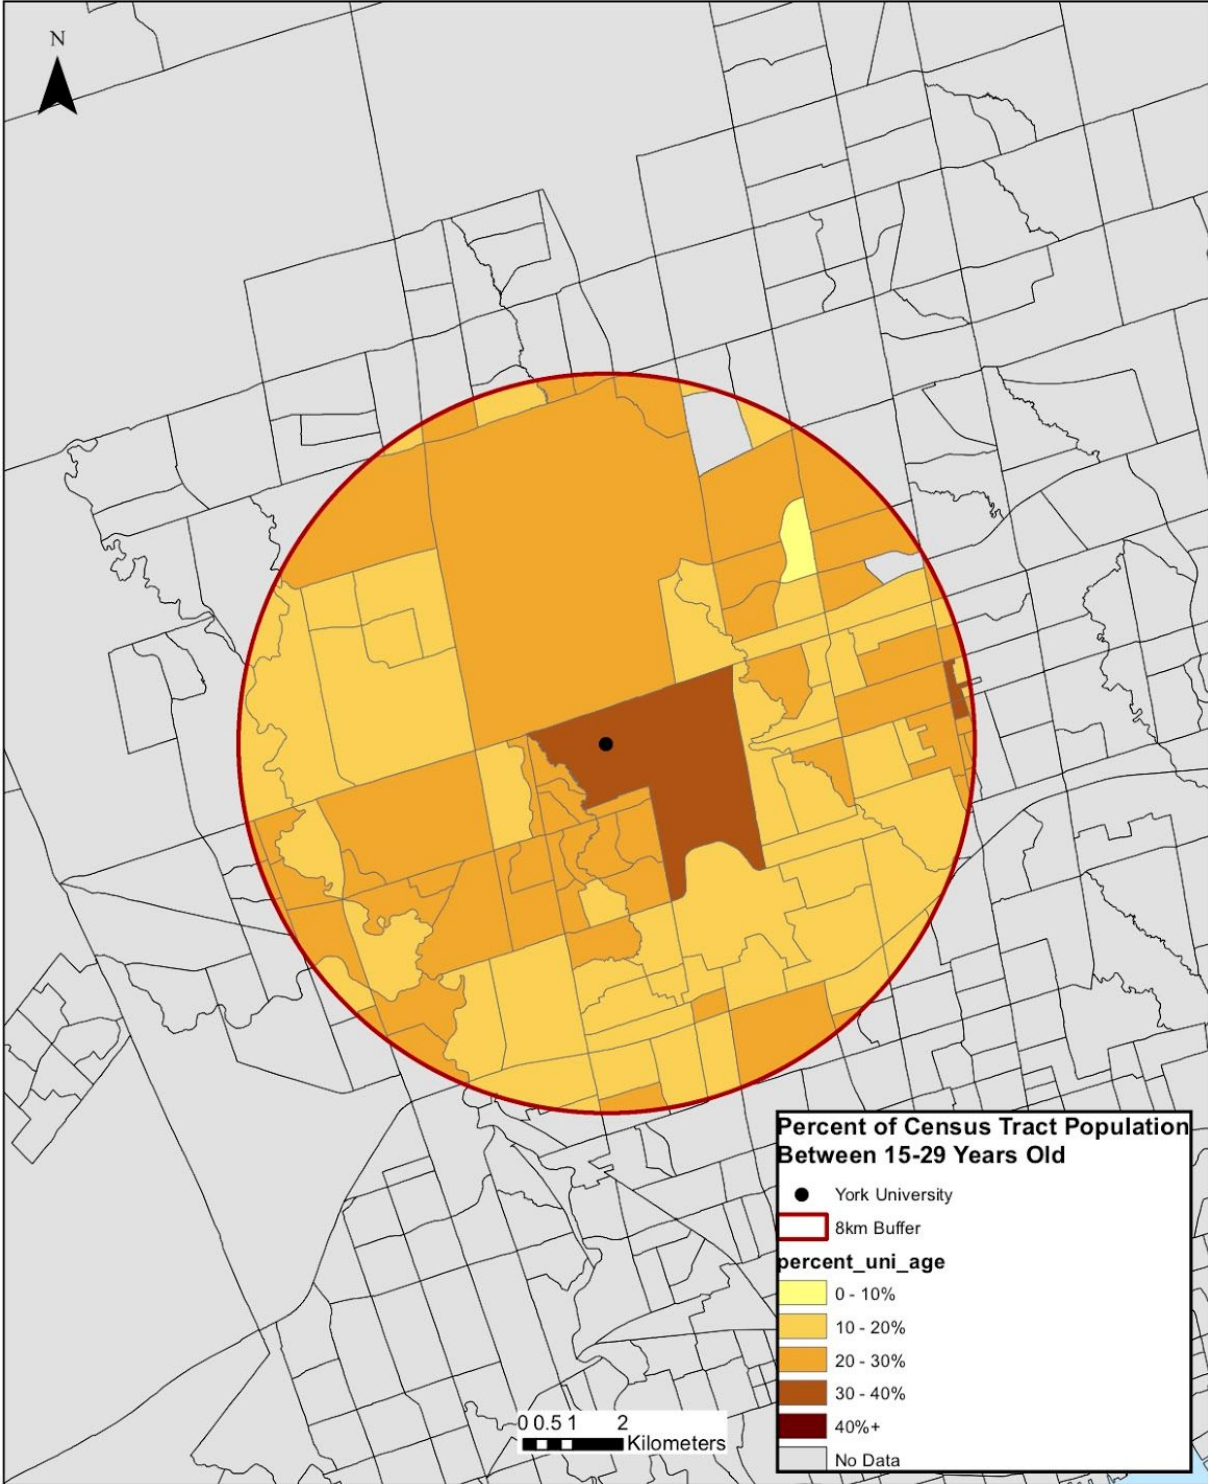 N
Percent of Census Tract Population
Between 15-29 Years Old
York University
8km Buffer
percent_uni_age
0 - 10%
10 - 20%
20 - 30%
30 - 40%
40%+
No Data
0 0.5 1 2
Kilometers